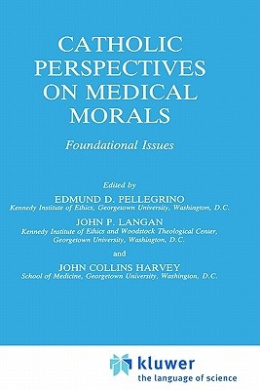 CATHOLIC
PERSPECTIVES
ON MEDICAL
MORALS
Foundational Issues
Edited by
EDMUND D. PELLEGRINO
Kennedy Institute of Ethics, Georgetown University, Washington, D.C.
JOHN P. LANGAN
Kennedy Institute of Ethics and Woodstock Theological Center,
Georgetown University, Washington, D.C.
and
JOHN COLLINS HARVEY
School of Medicine, Georgetown University, Washington, D.C.
kluwer
the language of science